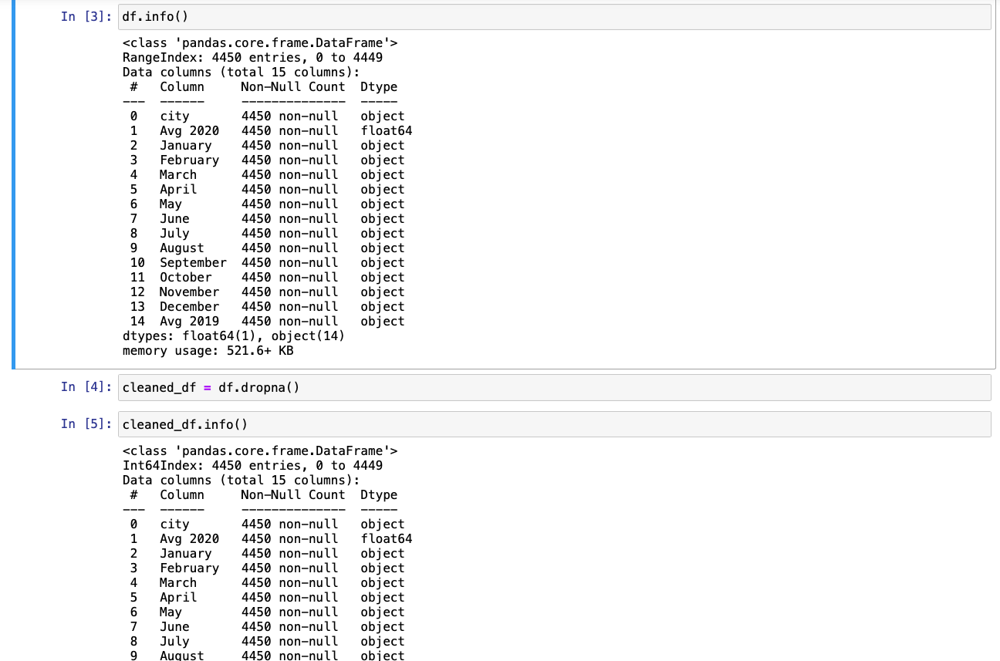 In [3]: df.info()
<class 'pandas.core.frame.DataFrame'>
RangeIndex: 4450 entries, 0 to 4449
Data columns (total 15 columns):
 #   Column     Non-Null Count  Dtype
---  ------     --------------  -----
 0   city       4450 non-null   object
 1   Avg 2020   4450 non-null   float64
 2   January    4450 non-null   object
 3   February   4450 non-null   object
 4   March      4450 non-null   object
 5   April      4450 non-null   object
 6   May        4450 non-null   object
 7   June       4450 non-null   object
 8   July       4450 non-null   object
 9   August     4450 non-null   object
 10  September  4450 non-null   object
 11  October    4450 non-null   object
 12  November   4450 non-null   object
 13  December   4450 non-null   object
 14  Avg 2019   4450 non-null   object
dtypes: float64(1), object(14)
memory usage: 521.6+ KB
In [4]: cleaned_df = df.dropna()
In [5]: cleaned_df.info()
<class 'pandas.core.frame.DataFrame'>
Int64Index: 4450 entries, 0 to 4449
Data columns (total 15 columns):
 #   Column     Non-Null Count  Dtype
---  ------     --------------  -----
 0   city       4450 non-null   object
 1   Avg 2020   4450 non-null   float64
 2   January    4450 non-null   object
 3   February   4450 non-null   object
 4   March      4450 non-null   object
 5   April      4450 non-null   object
 6   May        4450 non-null   object
 7   June       4450 non-null   object
 8   July       4450 non-null   object
 9   August     4450 non-null   object